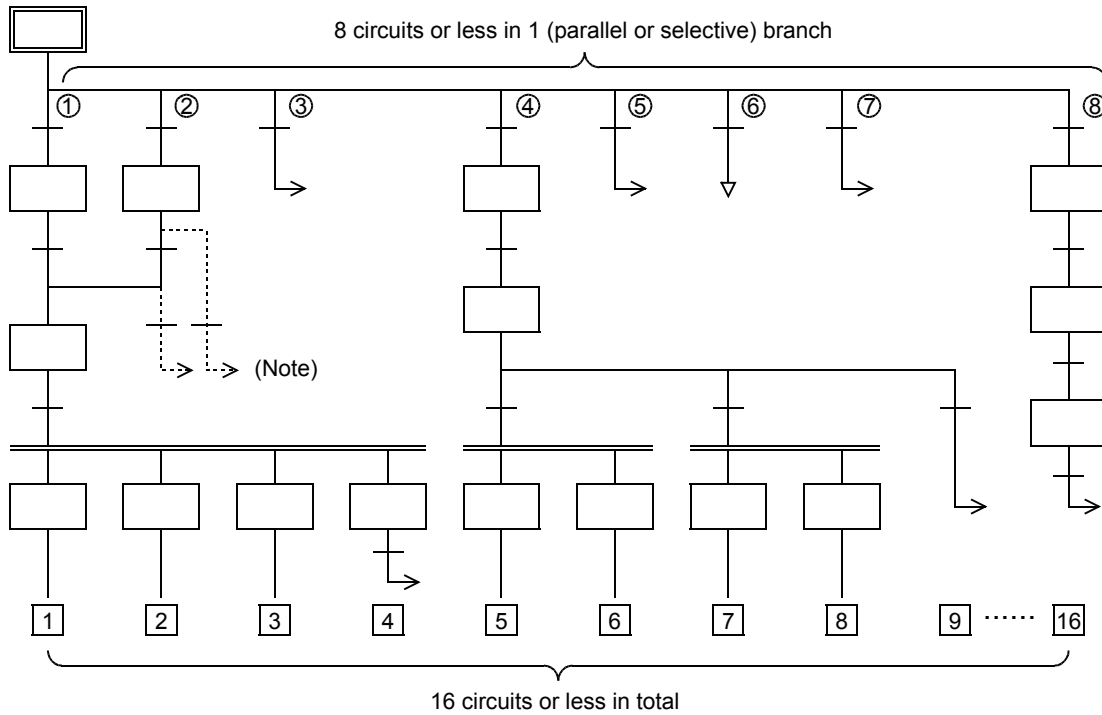 8 circuits or less in 1 (parallel or selective) branch
① ② ③ ④ ⑤ ⑥ ⑦ ⑧
(Note)
1 2 3 4 5 6 7 8 9 ...... 16
16 circuits or less in total